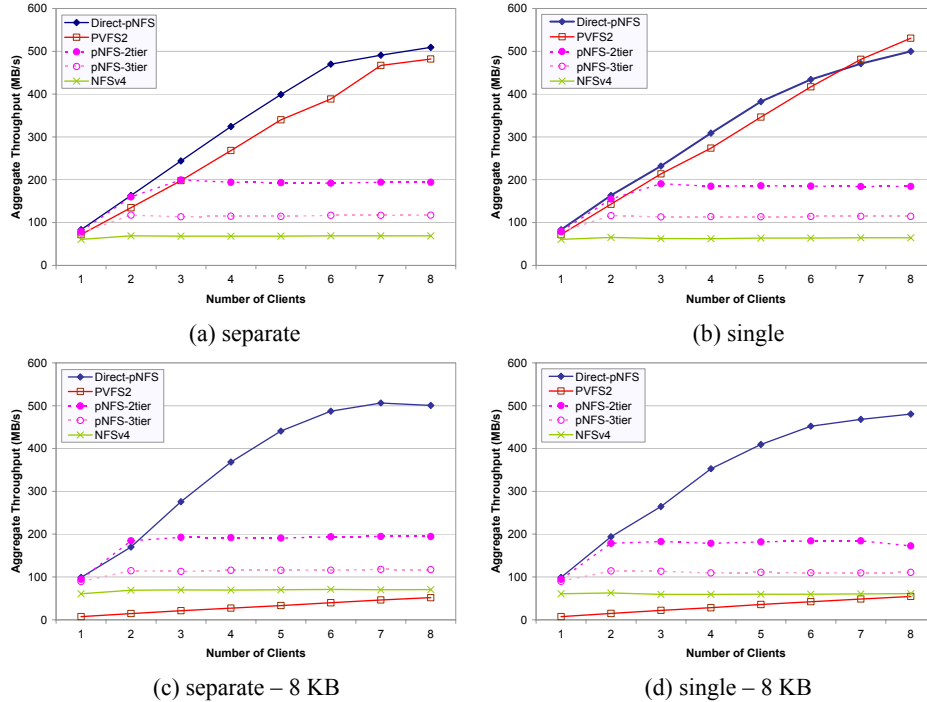 Direct-pNFS
PVFS2
pNFS-2tier
pNFS-3tier
NFSv4
Aggregate Throughput (MB/s)
600
500
400
300
200
100
0
1 2 3 4 5 6 7 8
Number of Clients
(a) separate
Direct-pNFS
PVFS2
pNFS-2tier
pNFS-3tier
NFSv4
Aggregate Throughput (MB/s)
600
500
400
300
200
100
0
1 2 3 4 5 6 7 8
Number of Clients
(b) single
Direct-pNFS
PVFS2
pNFS-2tier
pNFS-3tier
NFSv4
Aggregate Throughput (MB/s)
600
500
400
300
200
100
0
1 2 3 4 5 6 7 8
Number of Clients
(c) separate – 8 KB
Direct-pNFS
PVFS2
pNFS-2tier
pNFS-3tier
NFSv4
Aggregate Throughput (MB/s)
600
500
400
300
200
100
0
1 2 3 4 5 6 7 8
Number of Clients
(d) single – 8 KB